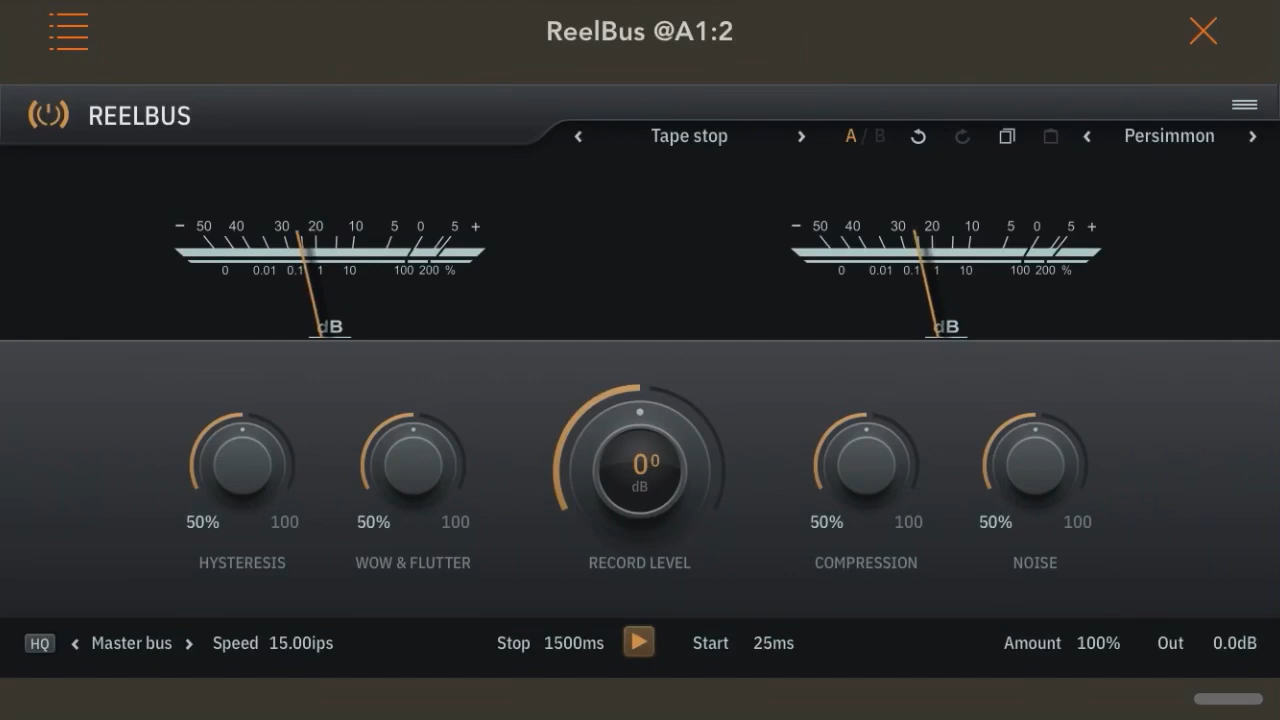 ReelBus @A1:2
REELBUS
Tape stop A / B Persimmon
− 50 40 30 20 10 5 0 5 + − 50 40 30 20 10 5 0 5 +
0 0.01 0.1 1 10 100 200 % 0 0.01 0.1 1 10 100 200 %
dB dB
0⁰
dB
50% 100 50% 100 50% 100 50% 100
HYSTERESIS WOW & FLUTTER RECORD LEVEL COMPRESSION NOISE
HQ Master bus Speed 15.00ips Stop 1500ms Start 25ms Amount 100% Out 0.0dB